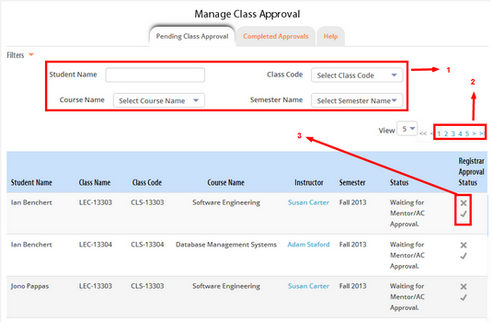 Manage Class Approval
Pending Class Approval Completed Approvals Help
Filters
Student Name Class Code Select Class Code 1
Course Name Select Course Name Semester Name Select Semester Name 2
View 5 << < 1 2 3 4 5 > >>
3
Student Name Class Name Class Code Course Name Instructor Semester Status Registrar Approval Status
Ian Benchert LEC-13303 CLS-13303 Software Engineering Susan Carter Fall 2013 Waiting for
Mentor/AC
Approval.
Ian Benchert LEC-13304 CLS-13304 Database Management Systems Adam Staford Fall 2013 Waiting for
Mentor/AC
Approval.
Jono Pappas LEC-13303 CLS-13303 Software Engineering Susan Carter Fall 2013 Waiting for
Mentor/AC
Approval.